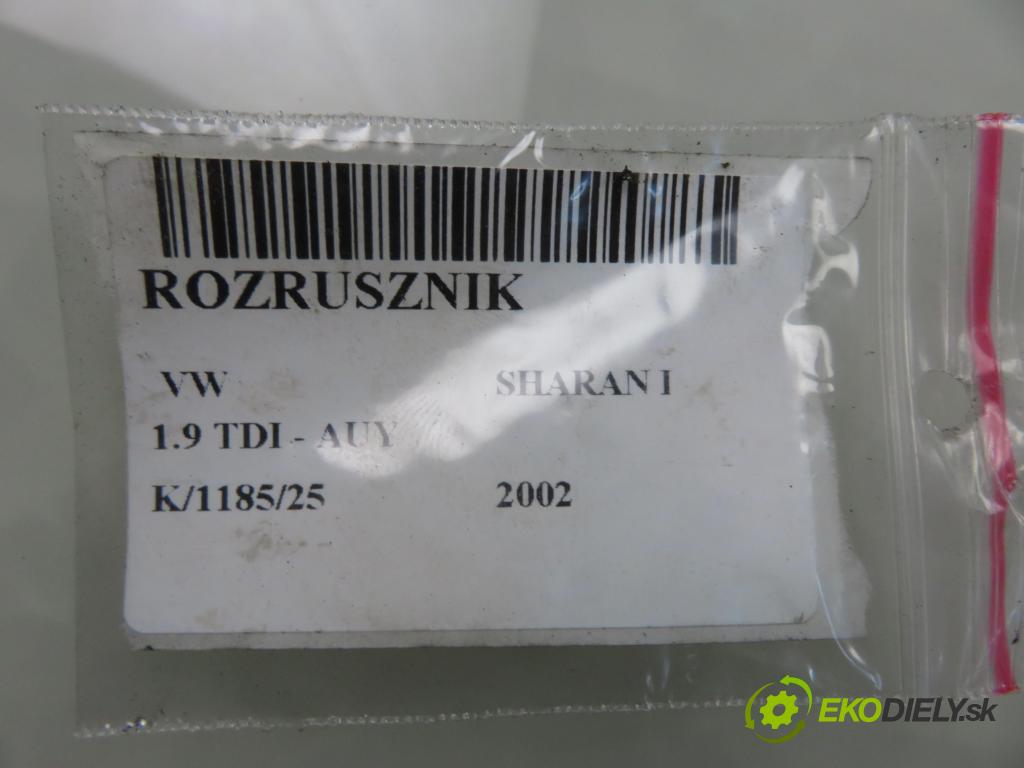 ROZRUSZNIK
VW SHARAN I
1.9 TDI - AUY
K/1185/25 2002
EKODIELY.sk